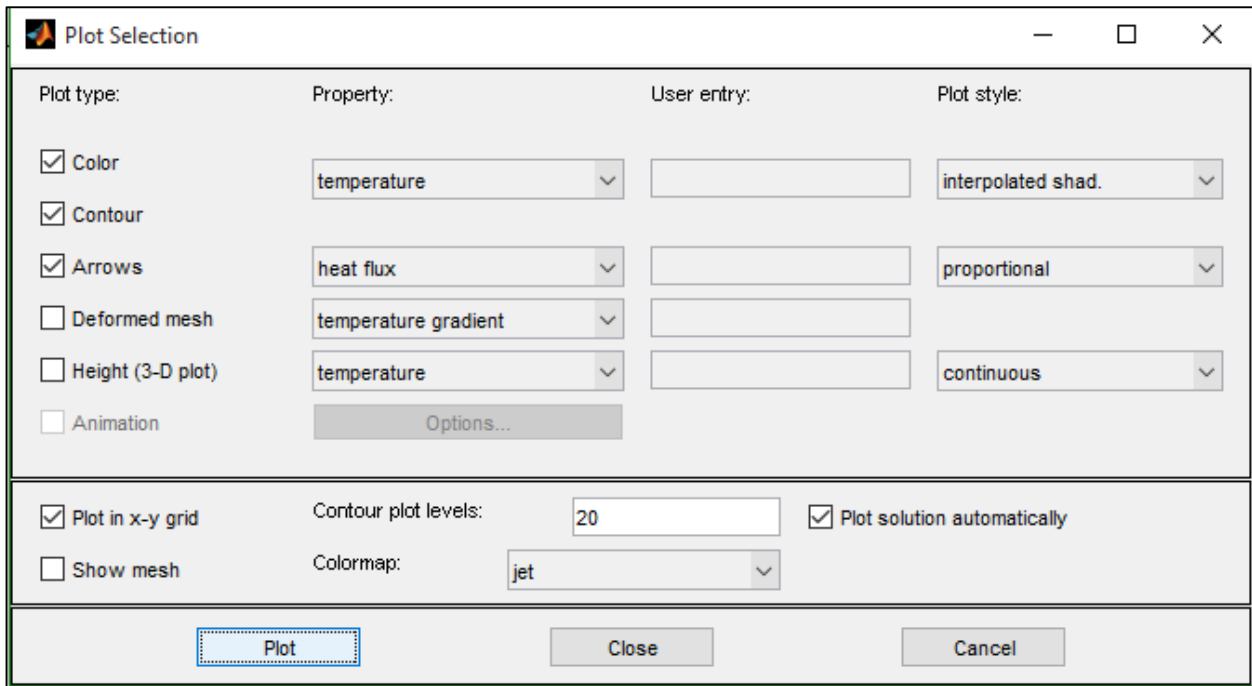 Plot Selection
Plot type: Property: User entry: Plot style:
Color
temperature interpolated shad.
Contour
Arrows heat flux proportional
Deformed mesh temperature gradient
Height (3-D plot) temperature continuous
Animation Options...
Plot in x-y grid Contour plot levels: 20 Plot solution automatically
Show mesh Colormap: jet
Plot Close Cancel